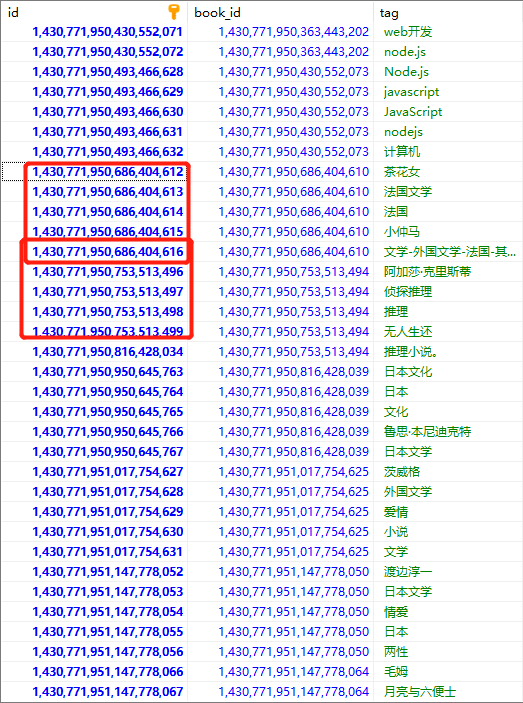 id book_id tag
1,430,771,950,430,552,071 1,430,771,950,363,443,202 web开发
1,430,771,950,430,552,072 1,430,771,950,363,443,202 node.js
1,430,771,950,493,466,628 1,430,771,950,430,552,073 Node.js
1,430,771,950,493,466,629 1,430,771,950,430,552,073 javascript
1,430,771,950,493,466,630 1,430,771,950,430,552,073 JavaScript
1,430,771,950,493,466,631 1,430,771,950,430,552,073 nodejs
1,430,771,950,493,466,632 1,430,771,950,430,552,073 计算机
1,430,771,950,686,404,612 1,430,771,950,686,404,610 茶花女
1,430,771,950,686,404,613 1,430,771,950,686,404,610 法国文学
1,430,771,950,686,404,614 1,430,771,950,686,404,610 法国
1,430,771,950,686,404,615 1,430,771,950,686,404,610 小仲马
1,430,771,950,686,404,616 1,430,771,950,686,404,610 文学-外国文学-法国-其...
1,430,771,950,753,513,496 1,430,771,950,753,513,494 阿加莎·克里斯蒂
1,430,771,950,753,513,497 1,430,771,950,753,513,494 侦探推理
1,430,771,950,753,513,498 1,430,771,950,753,513,494 推理
1,430,771,950,753,513,499 1,430,771,950,753,513,494 无人生还
1,430,771,950,816,428,034 1,430,771,950,753,513,494 推理小说。
1,430,771,950,950,645,763 1,430,771,950,816,428,039 日本文化
1,430,771,950,950,645,764 1,430,771,950,816,428,039 日本
1,430,771,950,950,645,765 1,430,771,950,816,428,039 文化
1,430,771,950,950,645,766 1,430,771,950,816,428,039 鲁思·本尼迪克特
1,430,771,950,950,645,767 1,430,771,950,816,428,039 日本文学
1,430,771,951,017,754,627 1,430,771,951,017,754,625 茨威格
1,430,771,951,017,754,628 1,430,771,951,017,754,625 外国文学
1,430,771,951,017,754,629 1,430,771,951,017,754,625 爱情
1,430,771,951,017,754,630 1,430,771,951,017,754,625 小说
1,430,771,951,017,754,631 1,430,771,951,017,754,625 文学
1,430,771,951,147,778,052 1,430,771,951,147,778,050 渡边淳一
1,430,771,951,147,778,053 1,430,771,951,147,778,050 日本文学
1,430,771,951,147,778,054 1,430,771,951,147,778,050 情爱
1,430,771,951,147,778,055 1,430,771,951,147,778,050 日本
1,430,771,951,147,778,056 1,430,771,951,147,778,050 两性
1,430,771,951,147,778,066 1,430,771,951,147,778,064 毛姆
1,430,771,951,147,778,067 1,430,771,951,147,778,064 月亮与六便士